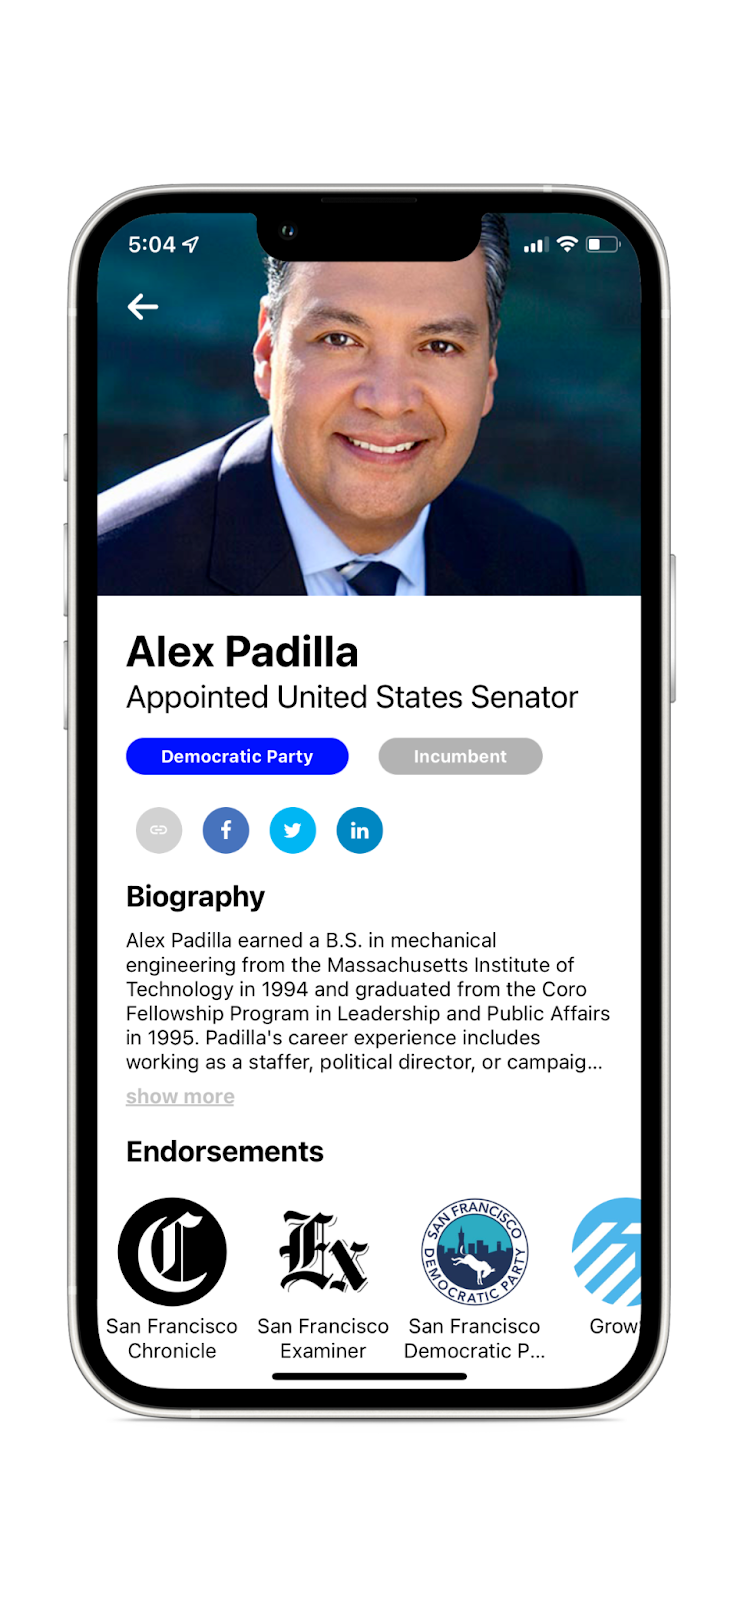 5:04
Alex Padilla
Appointed United States Senator
Democratic Party
Incumbent
f
in
Biography
Alex Padilla earned a B.S. in mechanical
engineering from the Massachusetts Institute of
Technology in 1994 and graduated from the Coro
Fellowship Program in Leadership and Public Affairs
in 1995. Padilla's career experience includes
working as a staffer, political director, or campaig...
show more
Endorsements
C
Ex
SAN FRANCISCO
DEMOCRATIC PARTY
San Francisco
Chronicle
San Francisco
Examiner
San Francisco
Democratic P...
Grow